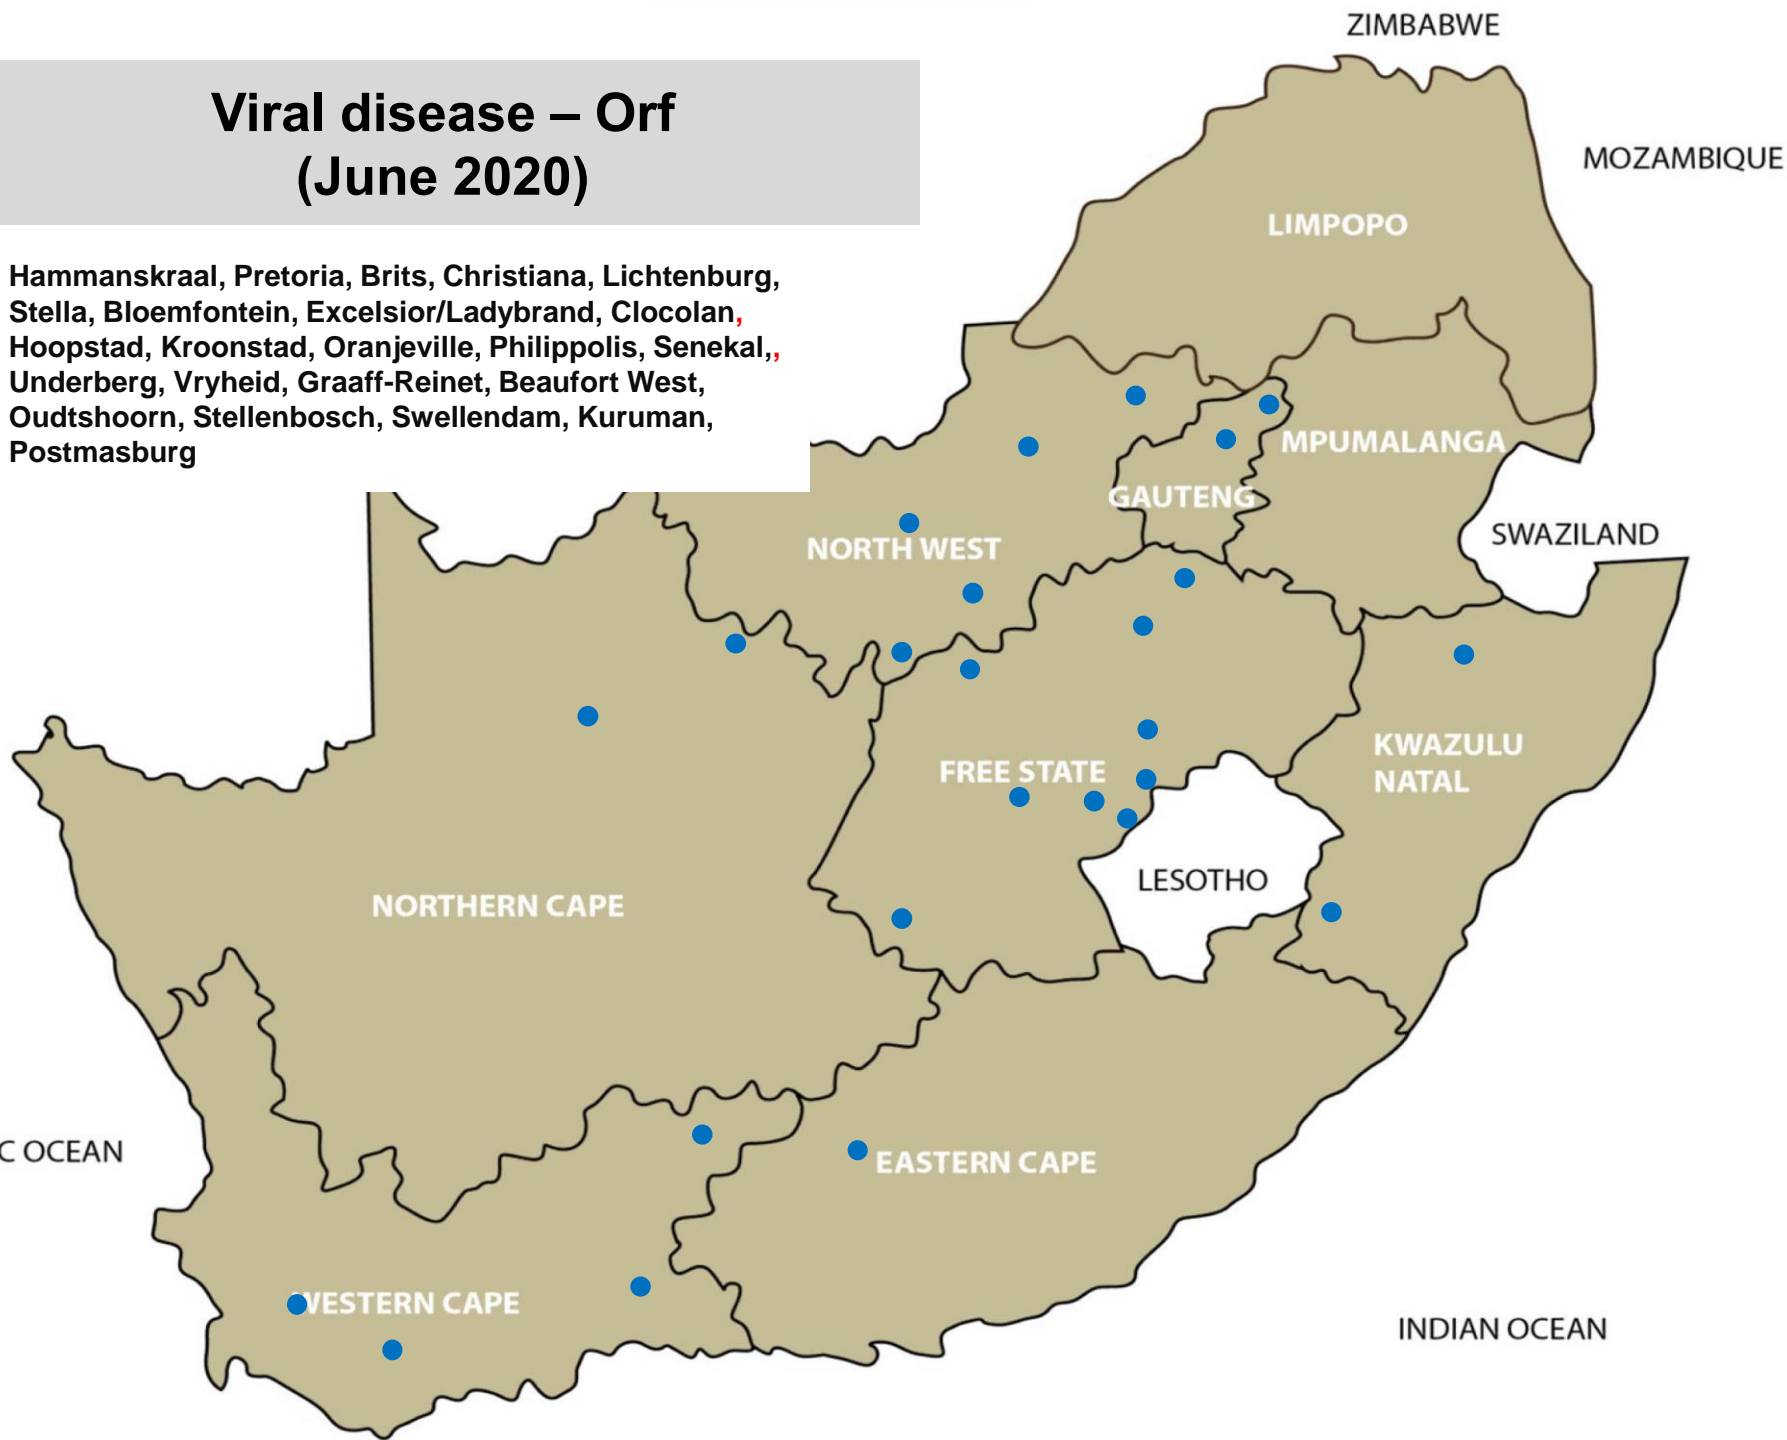 ZIMBABWE
Viral disease – Orf
(June 2020)
MOZAMBIQUE
LIMPOPO
Hammanskraal, Pretoria, Brits, Christiana, Lichtenburg,
Stella, Bloemfontein, Excelsior/Ladybrand, Clocolan,
Hoopstad, Kroonstad, Oranjeville, Philippolis, Senekal,,
Underberg, Vryheid, Graaff-Reinet, Beaufort West,
Oudtshoorn, Stellenbosch, Swellendam, Kuruman,
Postmasburg
MPUMALANGA
GAUTENG
SWAZILAND
NORTH WEST
KWAZULU
NATAL
FREE STATE
LESOTHO
NORTHERN CAPE
C OCEAN
EASTERN CAPE
WESTERN CAPE
INDIAN OCEAN